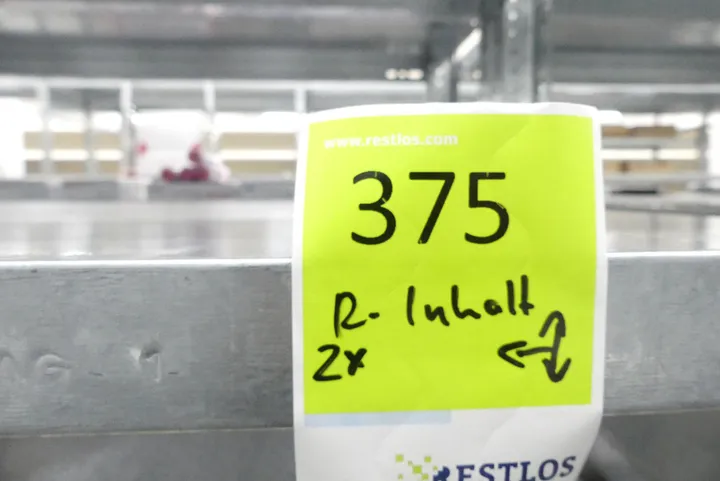 www.restlos.com
375
R- Inhalt
2x
RESTLOS